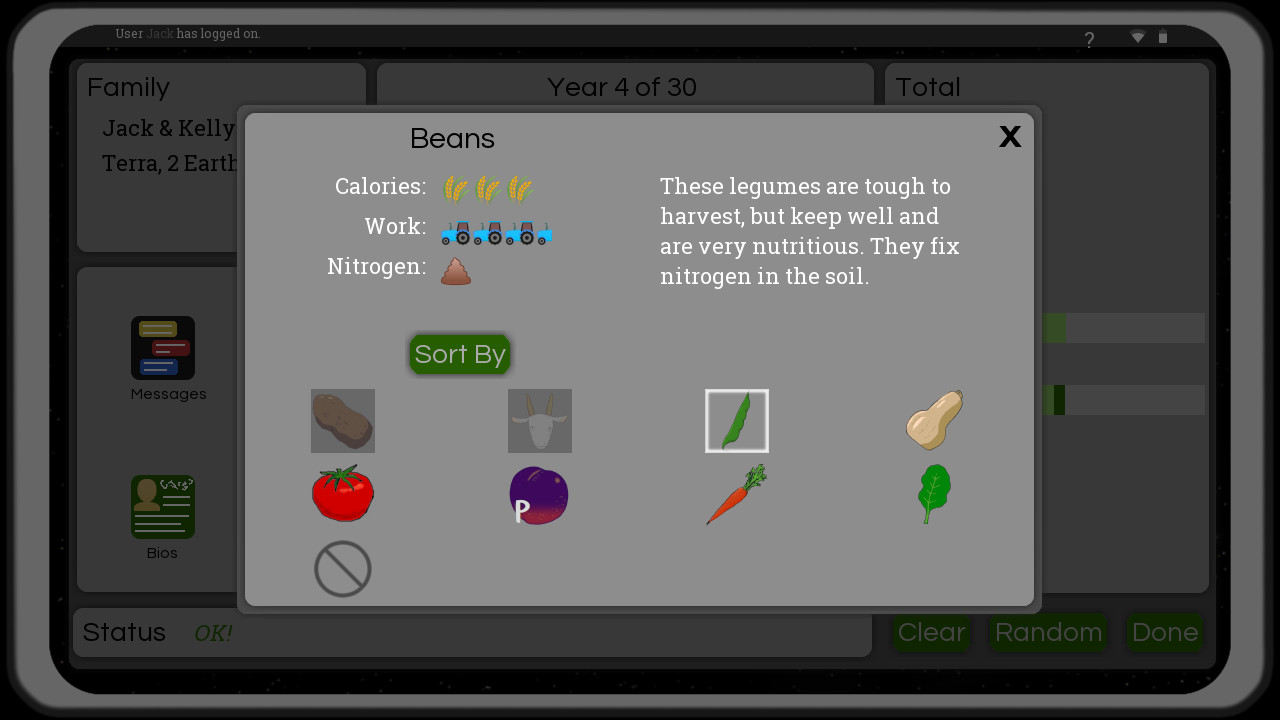 User Jack has logged on.
?
Family
Year 4 of 30
Total
Jack & Kelly
Terra, 2 Earth
Beans
X
Calories:
Work:
Nitrogen:
These legumes are tough to
harvest, but keep well and
are very nutritious. They fix
nitrogen in the soil.
Sort By
Messages
P
Bios
Status OK!
Clear
Random
Done